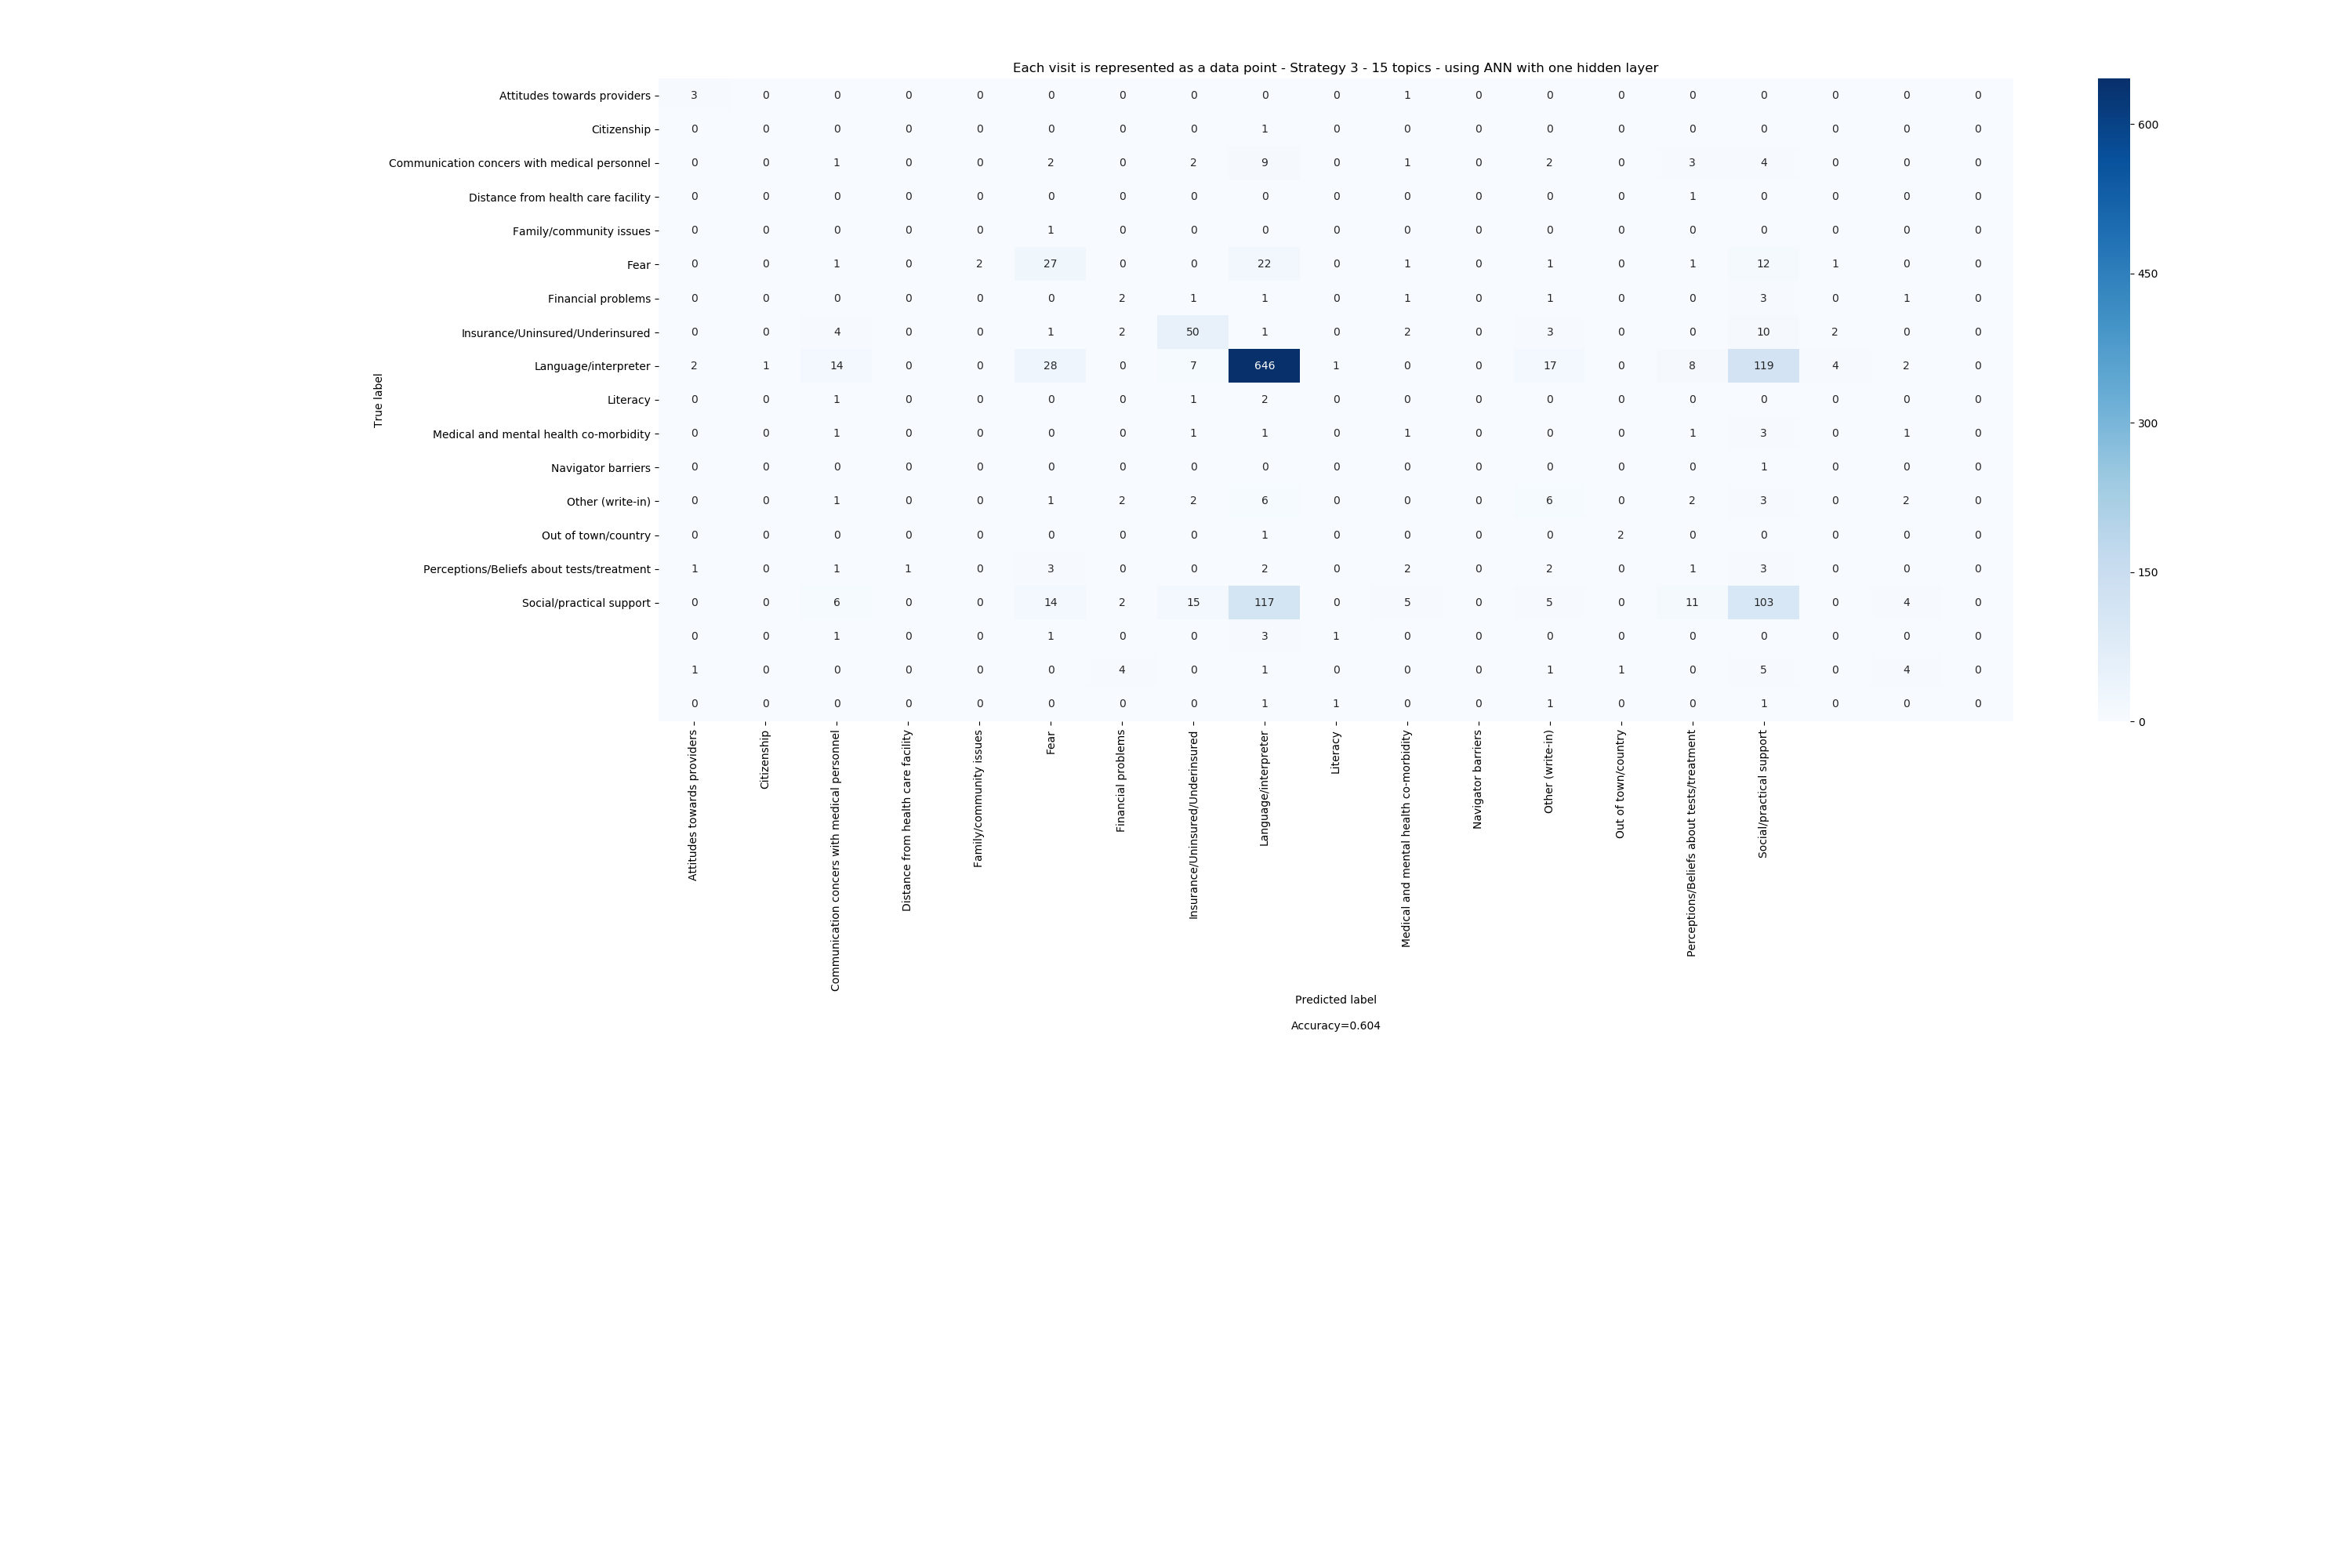 Each visit is represented as a data point - Strategy 3 - 15 topics - using ANN with one hidden layer
Attitudes towards providers 3 0 0 0 0 0 0 0 0 0 1 0 0 0 0 0 0 0 0
Citizenship 0 0 0 0 0 0 0 0 1 0 0 0 0 0 0 0 0 0 0
Communication concers with medical personnel 0 0 1 0 0 2 0 2 9 0 1 0 2 0 3 4 0 0 0
Distance from health care facility 0 0 0 0 0 0 0 0 0 0 0 0 0 0 1 0 0 0 0
Family/community issues 0 0 0 0 0 1 0 0 0 0 0 0 0 0 0 0 0 0 0
Fear 0 0 1 0 2 27 0 0 22 0 1 0 1 0 1 12 1 0 0
Financial problems 0 0 0 0 0 0 2 1 1 0 1 0 1 0 0 3 0 1 0
Insurance/Uninsured/Underinsured 0 0 4 0 0 1 2 50 1 0 2 0 3 0 0 10 2 0 0
Language/interpreter 2 1 14 0 0 28 0 7 646 1 0 0 17 0 8 119 4 2 0
Literacy 0 0 1 0 0 0 0 1 2 0 0 0 0 0 0 0 0 0 0
Medical and mental health co-morbidity 0 0 1 0 0 0 0 1 1 0 1 0 0 0 1 3 0 1 0
Navigator barriers 0 0 0 0 0 0 0 0 0 0 0 0 0 0 0 1 0 0 0
Other (write-in) 0 0 1 0 0 1 2 2 6 0 0 0 6 0 2 3 0 2 0
Out of town/country 0 0 0 0 0 0 0 0 1 0 0 0 0 2 0 0 0 0 0
Perceptions/Beliefs about tests/treatment 1 0 1 1 0 3 0 0 2 0 2 0 2 0 1 3 0 0 0
Social/practical support 0 0 6 0 0 14 2 15 117 0 5 0 5 0 11 103 0 4 0
0 0 1 0 0 1 0 0 3 1 0 0 0 0 0 0 0 0 0
1 0 0 0 0 0 4 0 1 0 0 0 1 1 0 5 0 4 0
0 0 0 0 0 0 0 0 1 1 0 0 1 0 0 1 0 0 0
True label
600
450
300
150
0
Attitudes towards providers
Citizenship
Communication concers with medical personnel
Distance from health care facility
Family/community issues
Fear
Financial problems
Insurance/Uninsured/Underinsured
Language/interpreter
Literacy
Medical and mental health co-morbidity
Navigator barriers
Other (write-in)
Out of town/country
Perceptions/Beliefs about tests/treatment
Social/practical support
Predicted label
Accuracy=0.604